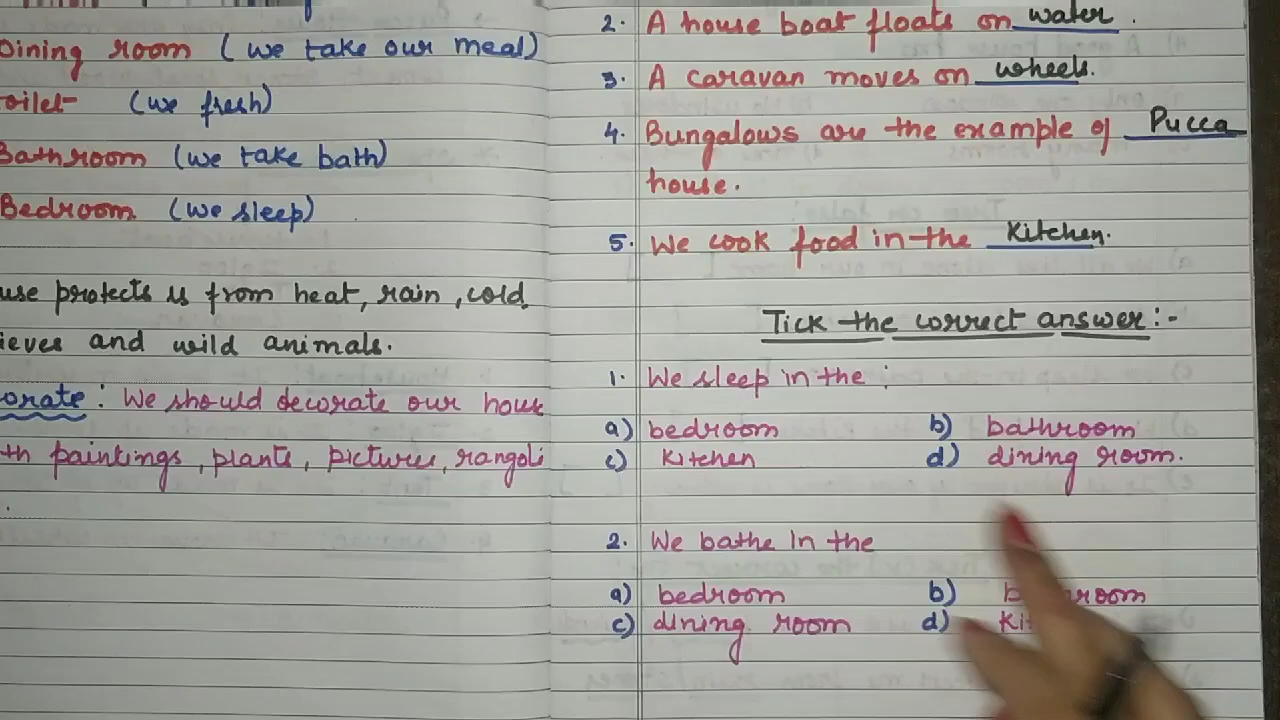 Dining room (we take our meal)
oilet (we fresh)
Bathroom (we take bath)
Bedroom (we sleep)
use protects us from heat, rain, cold
ieves and wild animals.
orate: We should decorate our hous
th paintings, plants, pictures, rangoli
.
2. A house boat floats on water.
3. A caravan moves on wheels.
4. Bungalows are the example of Pucca
house.
5. We cook food in the Kitchen.
Tick the correct answer:-
1. We sleep in the:
a) bedroom b) bathroom
c) Kitchen d) dining room.
2. We bathe in the
a) bedroom b) room
c) dining room d) Kit